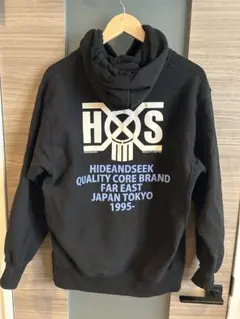 HXS
HIDEANDSEEK
QUALITY CORE BRAND
FAR EAST
JAPAN TOKYO
1995-